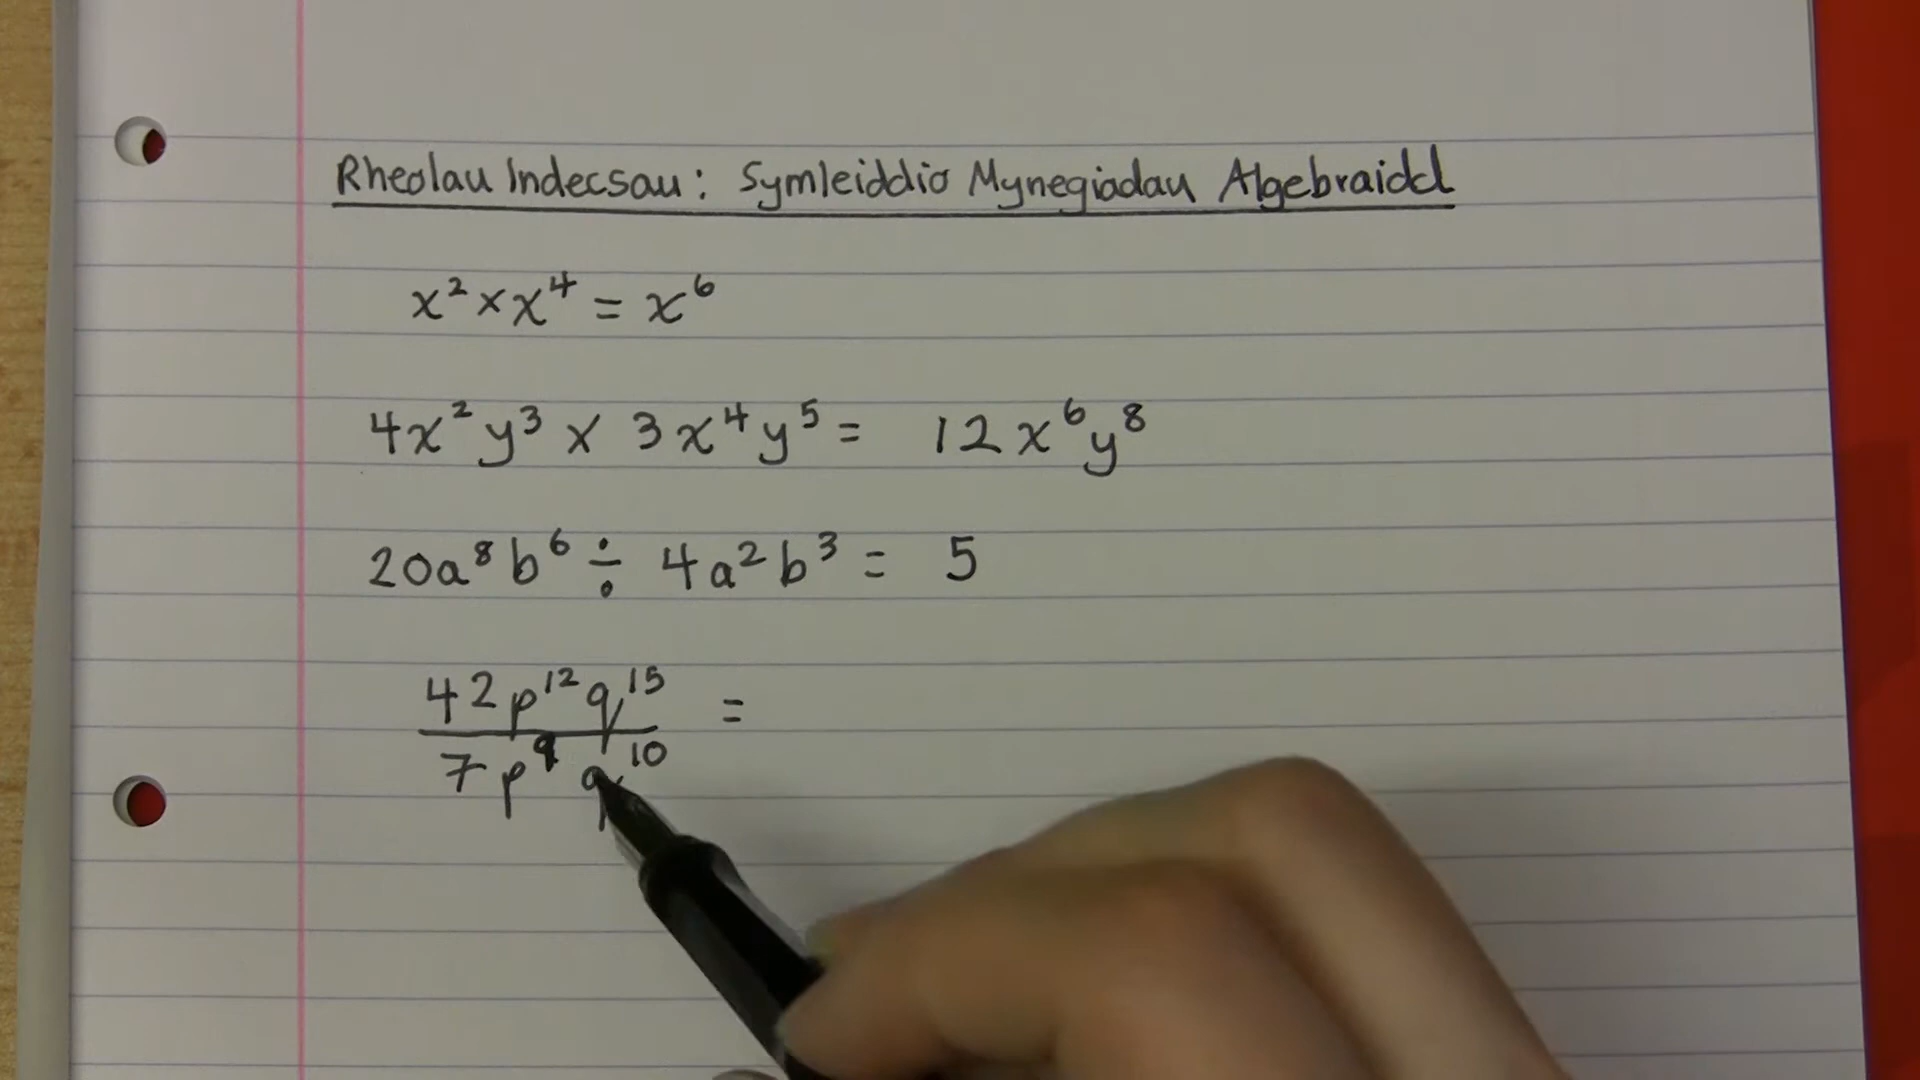 Rheolau Indecsau: Symleiddio Mynegiadau Algebraidd
x² × x⁴ = x⁶
4x²y³ × 3x⁴y⁵ = 12x⁶y⁸
20a⁸b⁶ ÷ 4a²b³ = 5
42p¹²q¹⁵ =
7p⁹q¹⁰